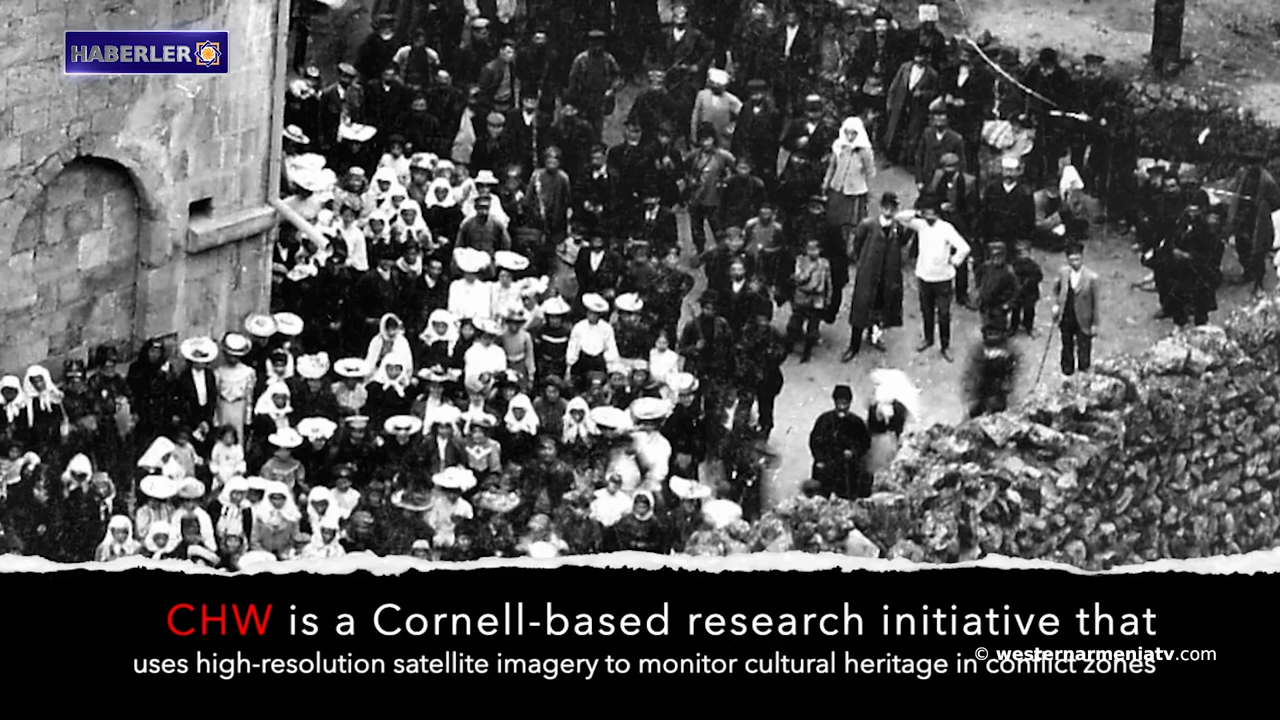 HABERLER
CHW is a Cornell-based research initiative that
uses high-resolution satellite imagery to monitor cultural heritage in conflict zones
© westernarmeniatv.com